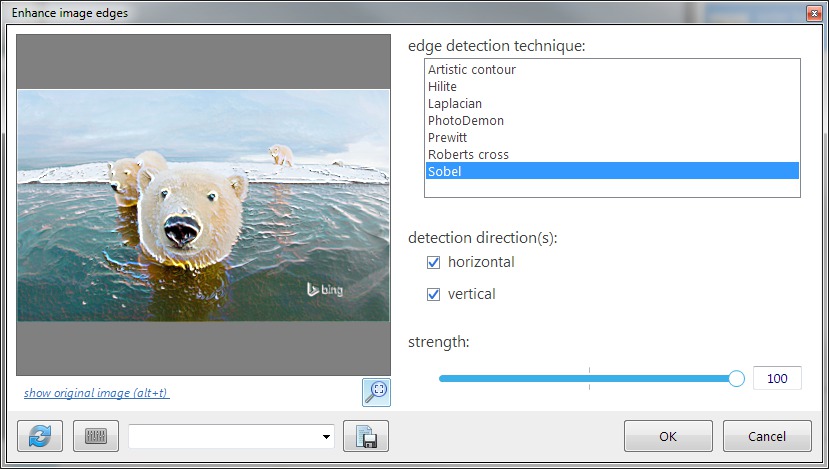 Enhance image edges
edge detection technique:
Artistic contour
Hilite
Laplacian
PhotoDemon
Prewitt
Roberts cross
Sobel
detection direction(s):
horizontal
vertical
bing
strength:
100
show original image (alt+t)
OK
Cancel